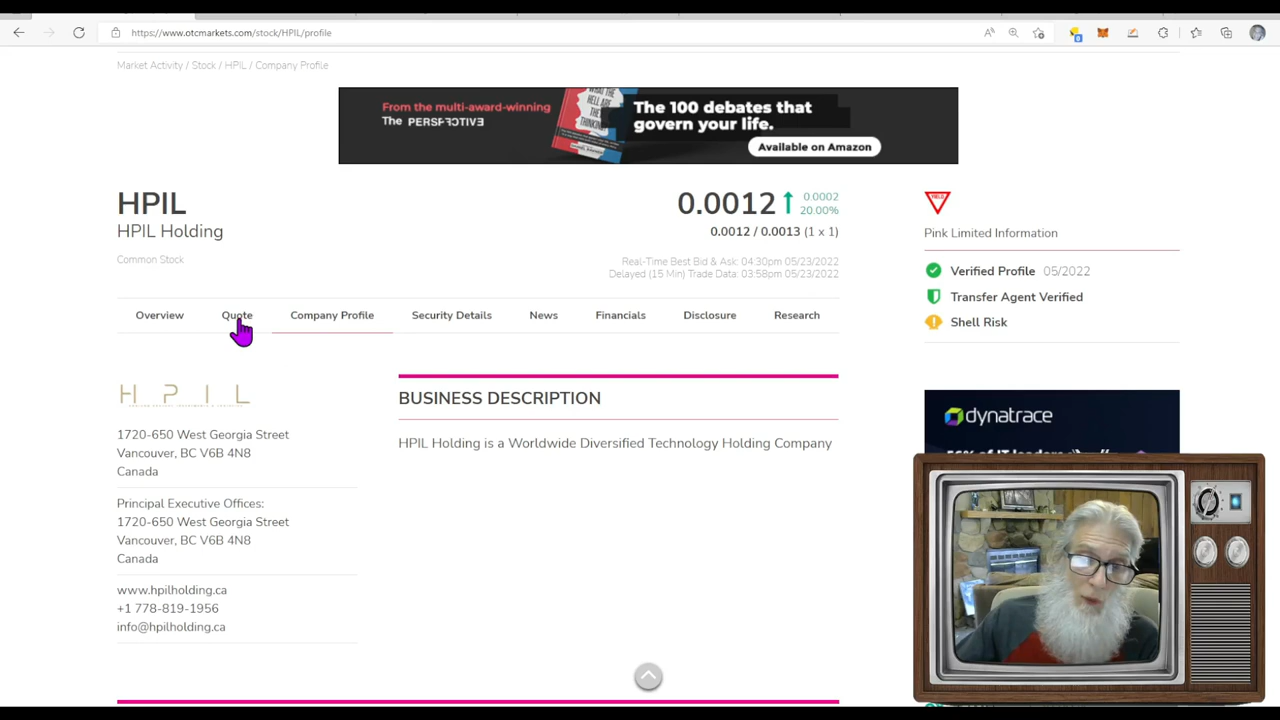 https://www.otcmarkets.com/stock/HPIL/profile
Market Activity / Stock / HPIL / Company Profile
From the multi-award-winning
The PERSPECTIVE
The 100 debates that
govern your life.
Available on Amazon
HPIL
HPIL Holding
Common Stock
0.0012
0.0002
20.00%
0.0012 / 0.0013 (1 x 1)
Real-Time Best Bid & Ask: 04:30pm 05/23/2022
Delayed (15 Min) Trade Data: 03:58pm 05/23/2022
Pink Limited Information
Verified Profile 05/2022
Transfer Agent Verified
Shell Risk
Overview
Quote
Company Profile
Security Details
News
Financials
Disclosure
Research
H P I L
1720-650 West Georgia Street
Vancouver, BC V6B 4N8
Canada
Principal Executive Offices:
1720-650 West Georgia Street
Vancouver, BC V6B 4N8
Canada
www.hpilholding.ca
+1 778-819-1956
info@hpilholding.ca
BUSINESS DESCRIPTION
HPIL Holding is a Worldwide Diversified Technology Holding Company
dynatrace